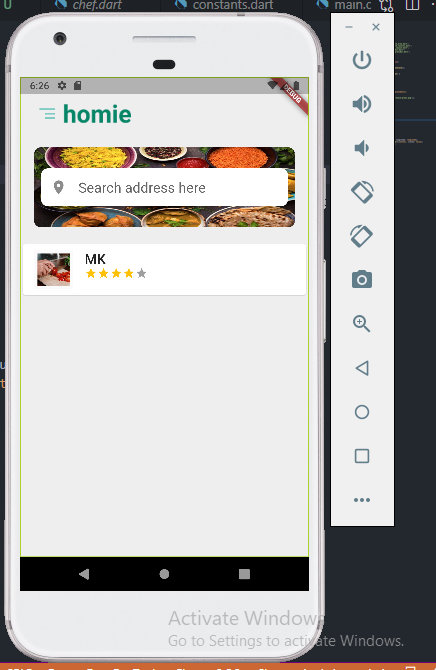 chef.dart
constants.dart
main.c
6:26
DEBUG
homie
Search address here
MK
Activate Windows
Go to Settings to activate Windows.